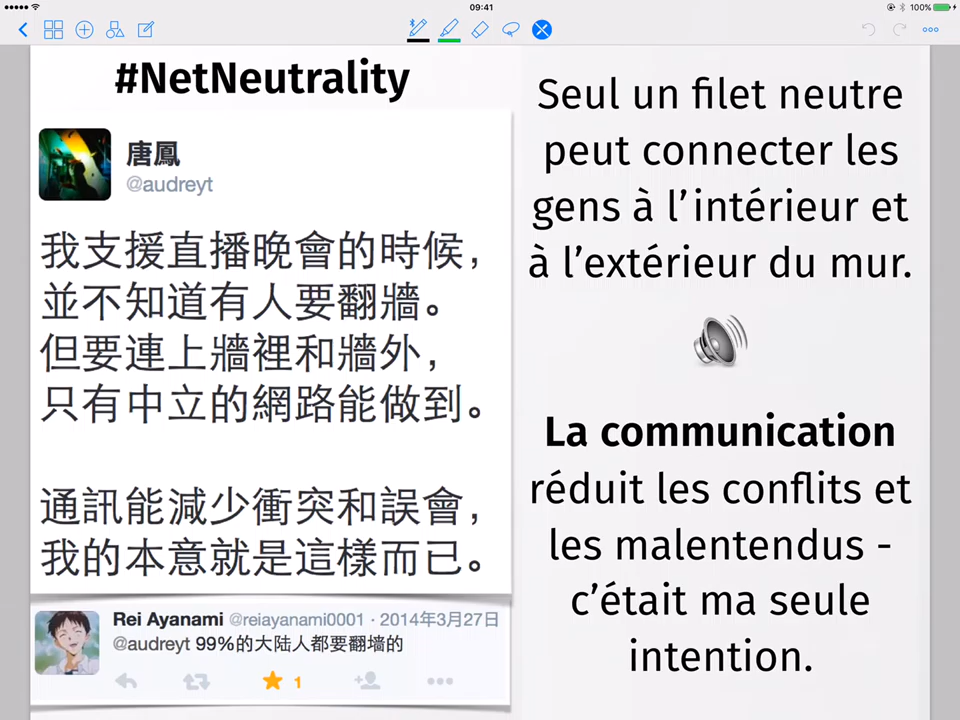 09:41
100%
#NetNeutrality
唐鳳
@audreyt
我支援直播晚會的時候，
並不知道有人要翻牆。
但要連上牆裡和牆外，
只有中立的網路能做到。
通訊能減少衝突和誤會，
我的本意就是這樣而已。
Rei Ayanami @reiayanami0001 · 2014年3月27日
@audreyt 99%的大陆人都要翻墙的
1
Seul un filet neutre
peut connecter les
gens à l’intérieur et
à l’extérieur du mur.
La communication
réduit les conflits et
les malentendus -
c’était ma seule
intention.